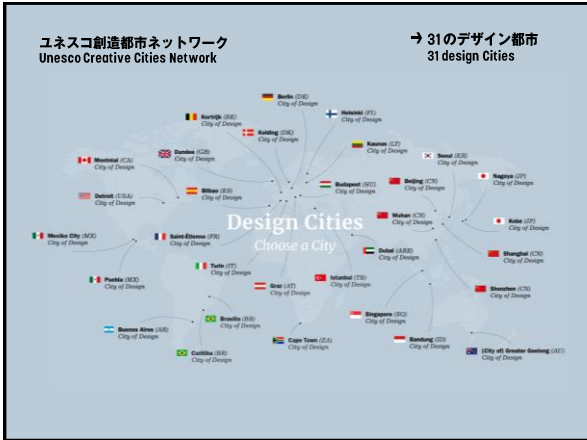 ユネスコ創造都市ネットワーク
Unesco Creative Cities Network
→ 31のデザイン都市
31 design Cities
Berlin (DE)
City of Design
Helsinki (FI)
City of Design
Kortrijk (BE)
City of Design
Kolding (DK)
City of Design
Kaunas (LT)
City of Design
Dundee (GB)
City of Design
Seoul (KR)
City of Design
Montréal (CA)
City of Design
Nagoya (JP)
City of Design
Budapest (HU)
City of Design
Beijing (CN)
City of Design
Detroit (USA)
City of Design
Bilbao (ES)
City of Design
Wuhan (CN)
City of Design
Kobe (JP)
City of Design
Design Cities
Choose a City
Mexiko City (MX)
City of Design
Saint-Étienne (FR)
City of Design
Dubai (ARE)
City of Design
Shanghai (CN)
City of Design
Turin (IT)
City of Design
Puebla (MX)
City of Design
Graz (AT)
City of Design
Istanbul (TR)
City of Design
Shenzhen (CN)
City of Design
Singapore (SG)
City of Design
Brasilia (BR)
City of Design
Buenos Aires (AR)
City of Design
Cape Town (ZA)
City of Design
Bandung (ID)
City of Design
Curitiba (BR)
City of Design
(City of) Greater Geelong (AU)
City of Design